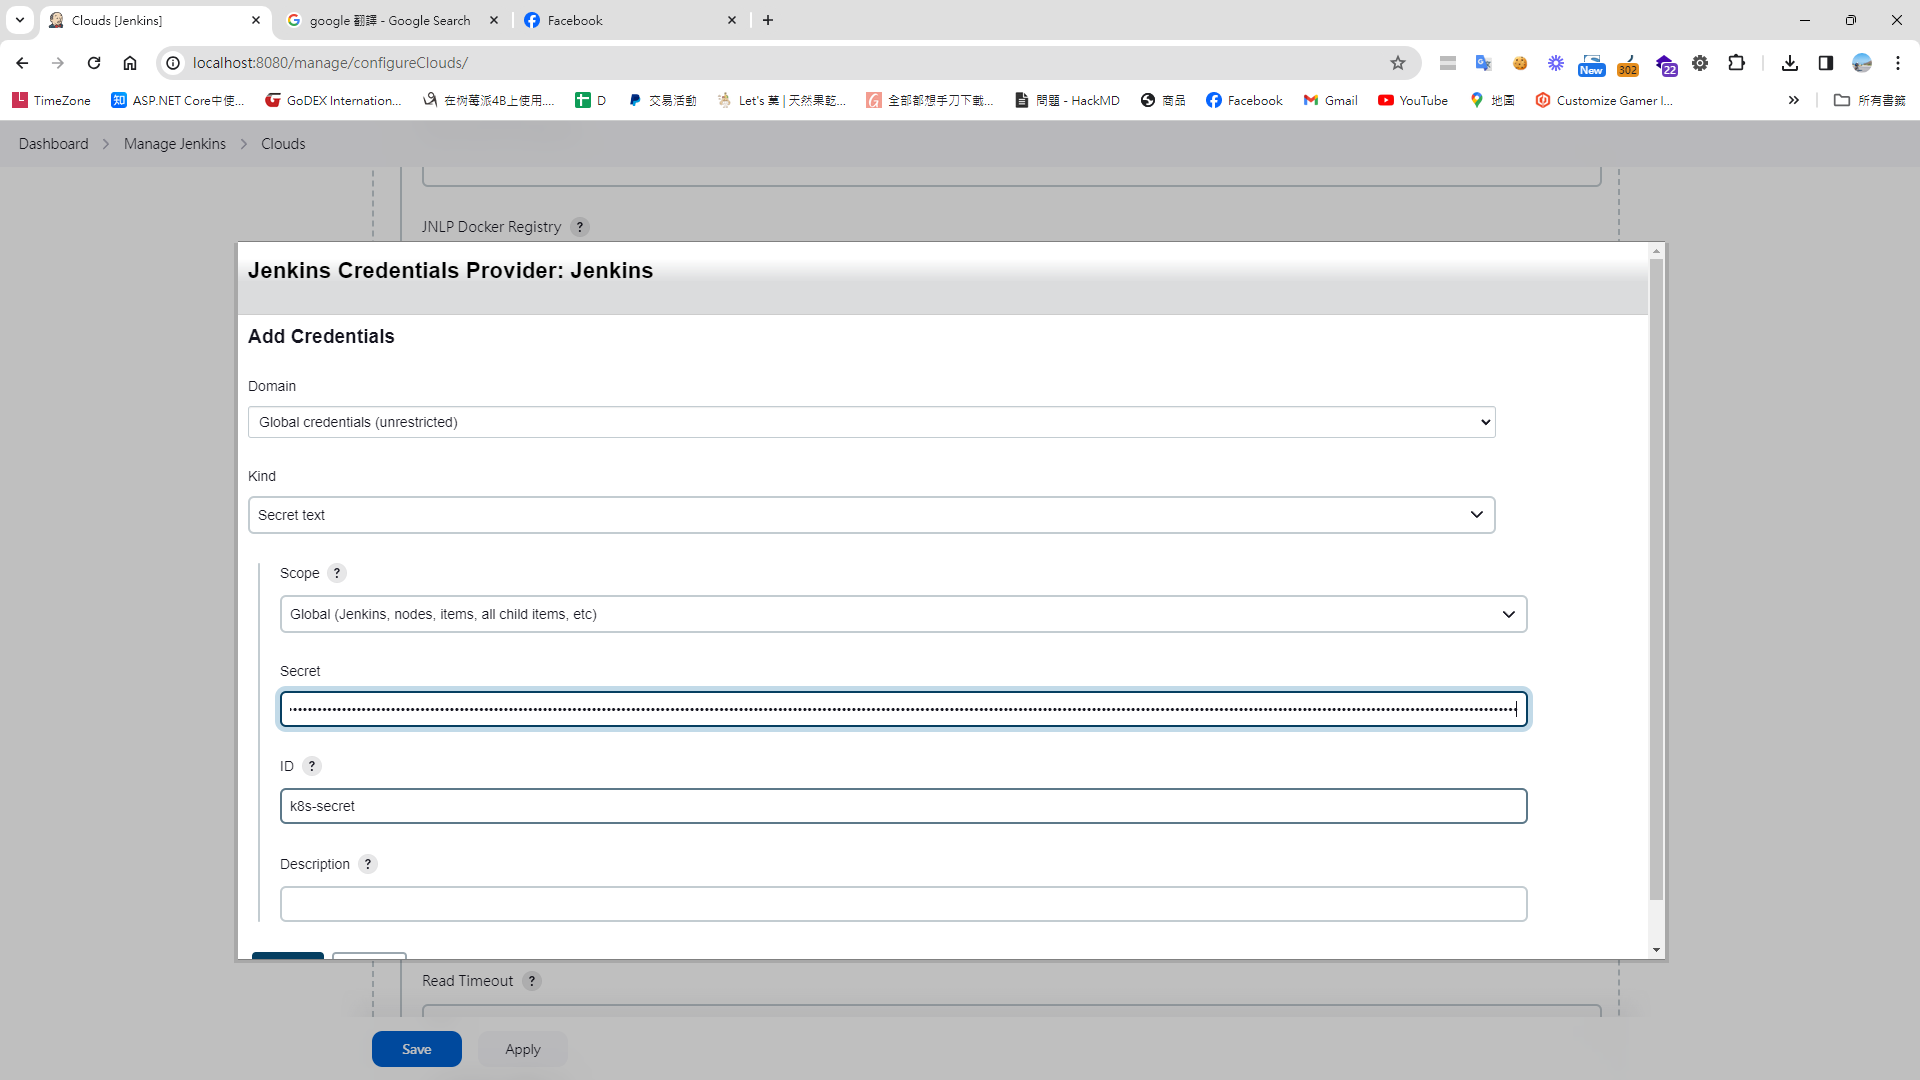 Clouds [Jenkins]
google 翻譯 - Google Search
Facebook
localhost:8080/manage/configureClouds/
New
302
22
TimeZone
ASP.NET Core中使...
GoDEX Internation...
在树莓派4B上使用....
D
交易活動
Let's 菓 | 天然果乾...
全部都想手刀下載...
問題 - HackMD
商品
Facebook
Gmail
YouTube
地圖
Customize Gamer I...
所有書籤
Dashboard
Manage Jenkins
Clouds
JNLP Docker Registry ?
Jenkins Credentials Provider: Jenkins
Add Credentials
Domain
Global credentials (unrestricted)
Kind
Secret text
Scope ?
Global (Jenkins, nodes, items, all child items, etc)
Secret
ID ?
k8s-secret
Description ?
Read Timeout ?
Save
Apply